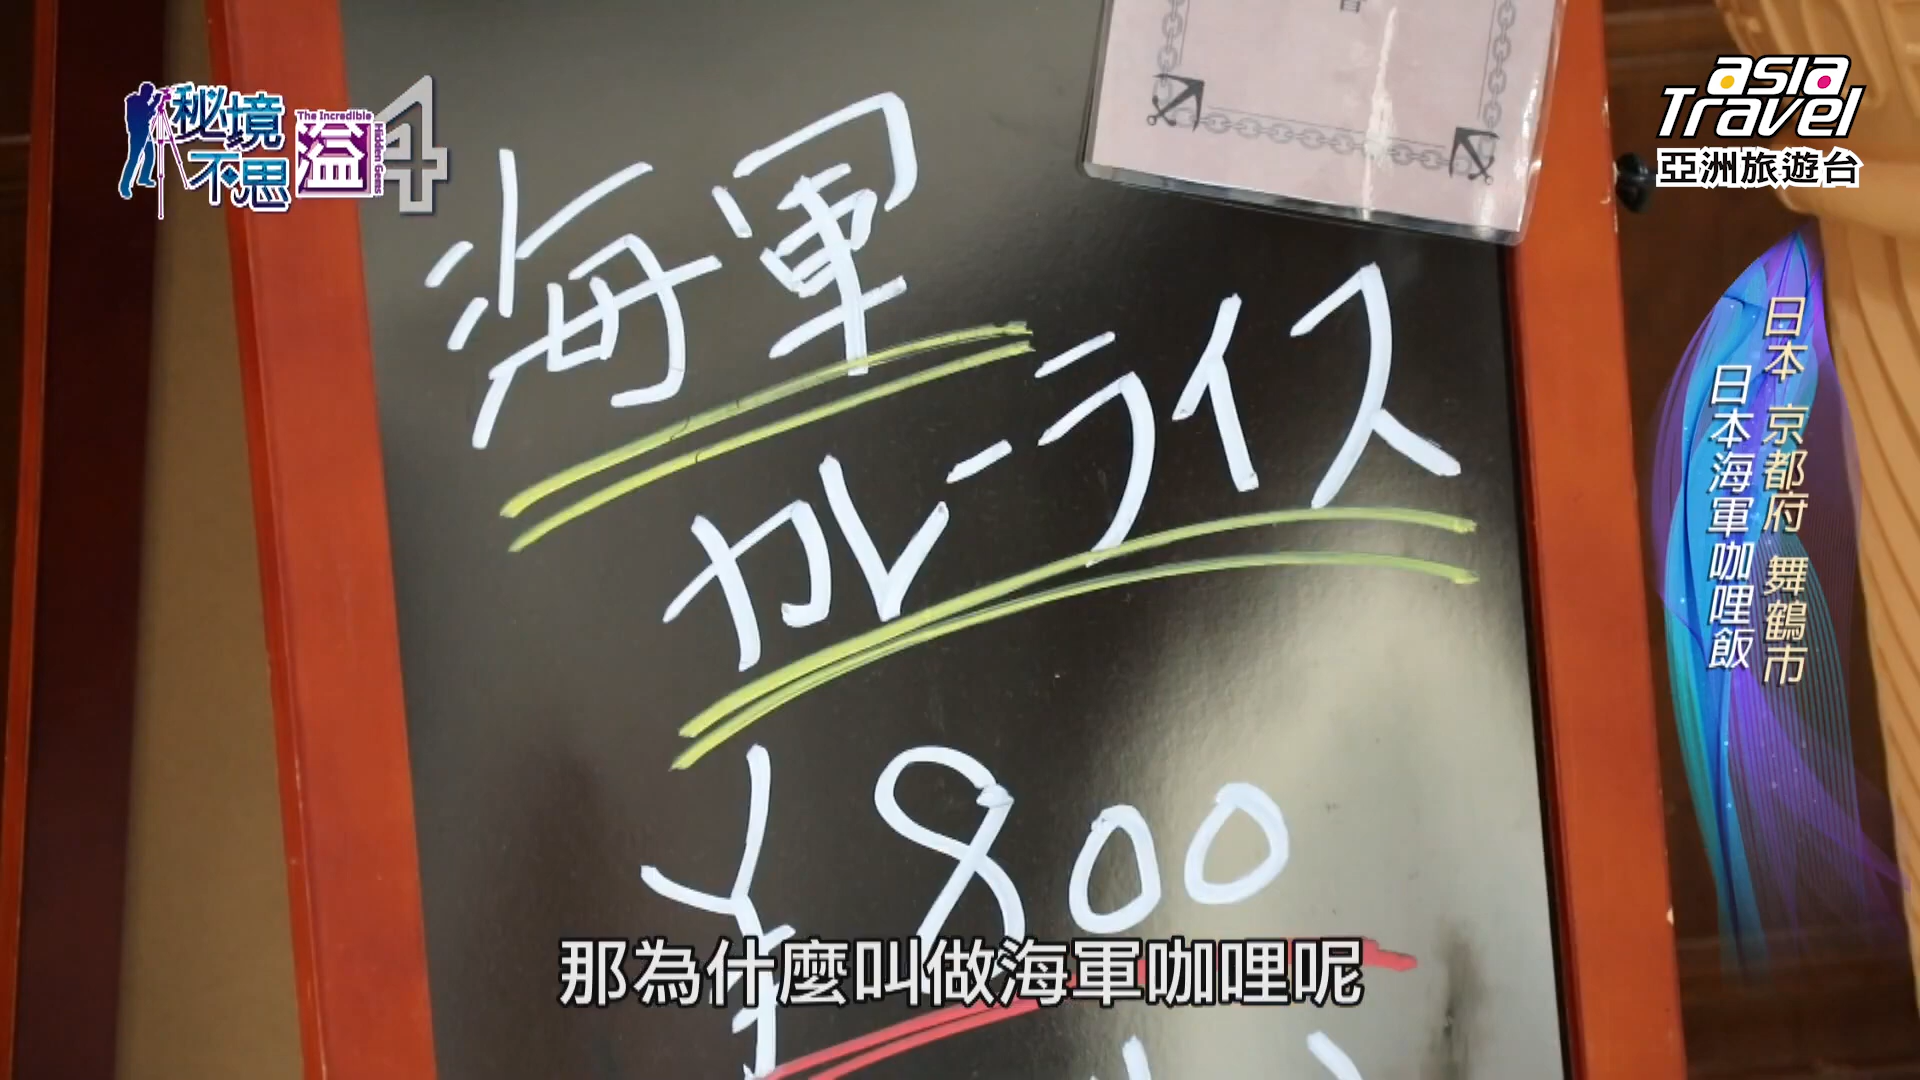 秘境
不思
溢
The Incredible
Hidden Gems
4
asia
Travel
亞洲旅遊台
海軍
カレーライス
¥800
日本 京都府 舞鶴市
日本海軍咖哩飯
那為什麼叫做海軍咖哩呢